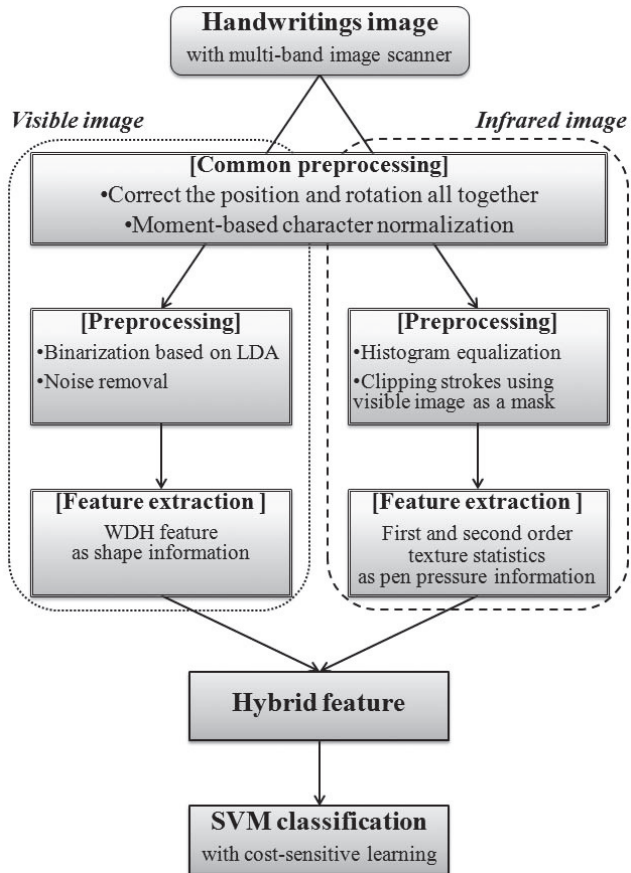 Handwritings image
with multi-band image scanner
Visible image
Infrared image
[Common preprocessing]
•Correct the position and rotation all together
•Moment-based character normalization
[Preprocessing]
•Binarization based on LDA
•Noise removal
[Preprocessing]
•Histogram equalization
•Clipping strokes using
visible image as a mask
[Feature extraction ]
WDH feature
as shape information
[Feature extraction ]
First and second order
texture statistics
as pen pressure information
Hybrid feature
SVM classification
with cost-sensitive learning